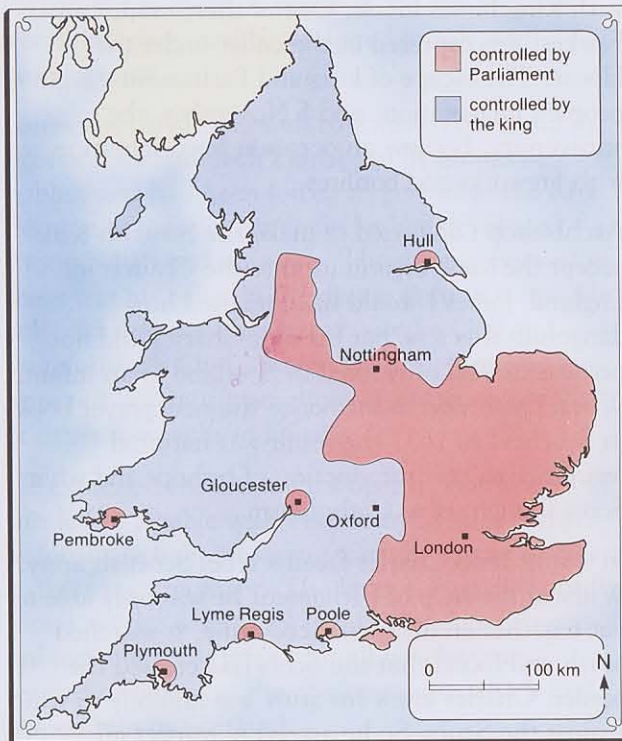 controlled by
Parliament
controlled by
the king
Hull
Nottingham
Gloucester
Oxford
Pembroke
London
Lyme Regis
Poole
Plymouth
0
100 km
N